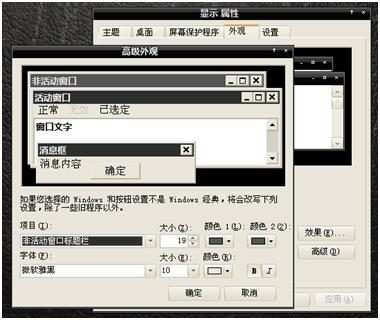 显示 属性
主题 桌面 屏幕保护程序 外观 设置
高级外观
非活动窗口
活动窗口
正常 无效 已选定
窗口文字
消息框
消息内容
确定
如果您选择的 Windows 和按钮设置不是 Windows 经典，将会改写下列
设置，除了一些旧程序以外。
项目(I): 大小(Z): 颜色 1(L): 颜色 2(2):
非活动窗口标题栏 19
字体(F): 大小(E): 颜色(R):
微软雅黑 10 B I
确定 取消
效果(E)...
高级(D)
应用(A)